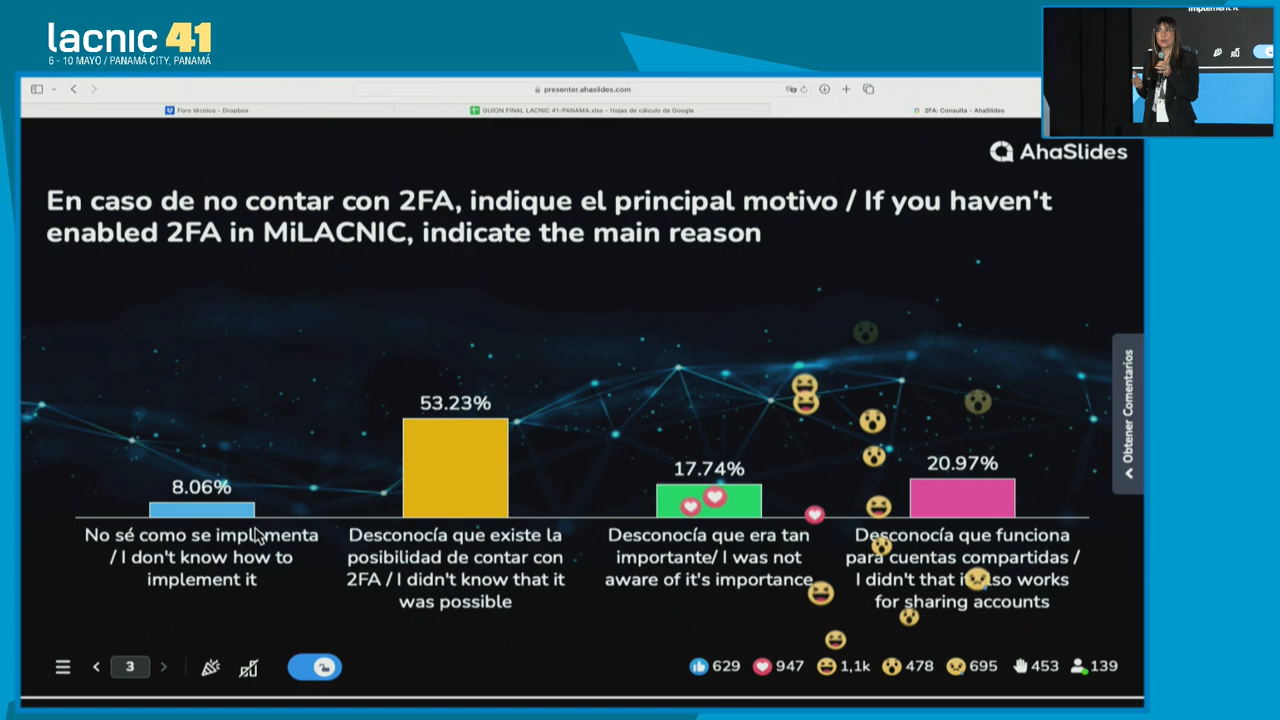 lacnic 41
6 - 10 MAYO / PANAMÁ CITY, PANAMÁ
implement it
presenter.ahaslides.com
Foro técnico - Dropbox
GUION FINAL LACNIC 41-PANAMA.xlsx - Hojas de cálculo de Google
2FA: Consulta - AhaSlides
AhaSlides
En caso de no contar con 2FA, indique el principal motivo / If you haven't
enabled 2FA in MiLACNIC, indicate the main reason
8.06%
53.23%
17.74%
20.97%
No sé como se implementa
/ I don't know how to
implement it
Desconocía que existe la
posibilidad de contar con
2FA / I didn't know that it
was possible
Desconocía que era tan
importante/ I was not
aware of it's importance
Desconocía que funciona
para cuentas compartidas /
I didn't that it also works
for sharing accounts
Obtener Comentarios
3
629
947
1,1k
478
695
453
139